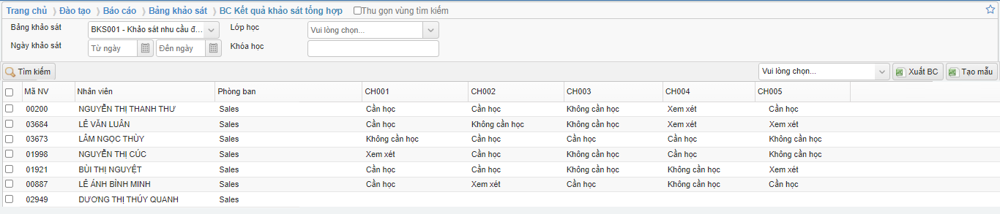 Trang chủ Đào tạo Báo cáo Bảng khảo sát BC Kết quả khảo sát tổng hợp Thu gọn vùng tìm kiếm
Bảng khảo sát BKS001 - Khảo sát nhu cầu đ... Lớp học Vui lòng chọn...
Ngày khảo sát Từ ngày Đến ngày Khóa học
Tìm kiếm Vui lòng chọn... Xuất BC Tạo mẫu
Mã NV Nhân viên Phòng ban CH001 CH002 CH003 CH004 CH005
00200 NGUYỄN THỊ THANH THƯ Sales Cần học Cần học Không cần học Xem xét Cần học
03684 LÊ VĂN LUÂN Sales Cần học Không cần học Không cần học Xem xét Xem xét
03673 LÂM NGỌC THÙY Sales Không cần học Cần học Cần học Cần học Không cần học
01998 NGUYỄN THỊ CÚC Sales Xem xét Cần học Không cần học Cần học Không cần học
01921 BÙI THỊ NGUYỆT Sales Cần học Cần học Không cần học Không cần học Xem xét
00887 LÊ ÁNH BÌNH MINH Sales Cần học Xem xét Cần học Không cần học Cần học
02949 DƯƠNG THỊ THÚY QUANH Sales